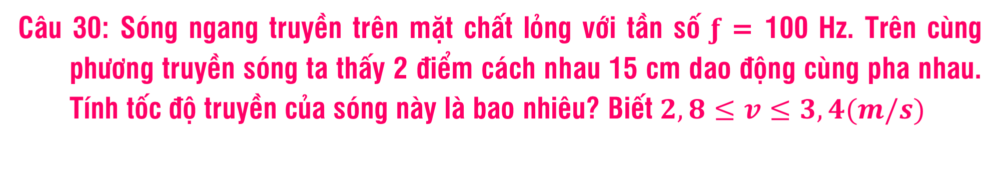 Câu 30: Sóng ngang truyền trên mặt chất lỏng với tần số ƒ = 100 Hz. Trên cùng
phương truyền sóng ta thấy 2 điểm cách nhau 15 cm dao động cùng pha nhau.
Tính tốc độ truyền của sóng này là bao nhiêu? Biết 2,8 ≤ v ≤ 3,4(m/s)